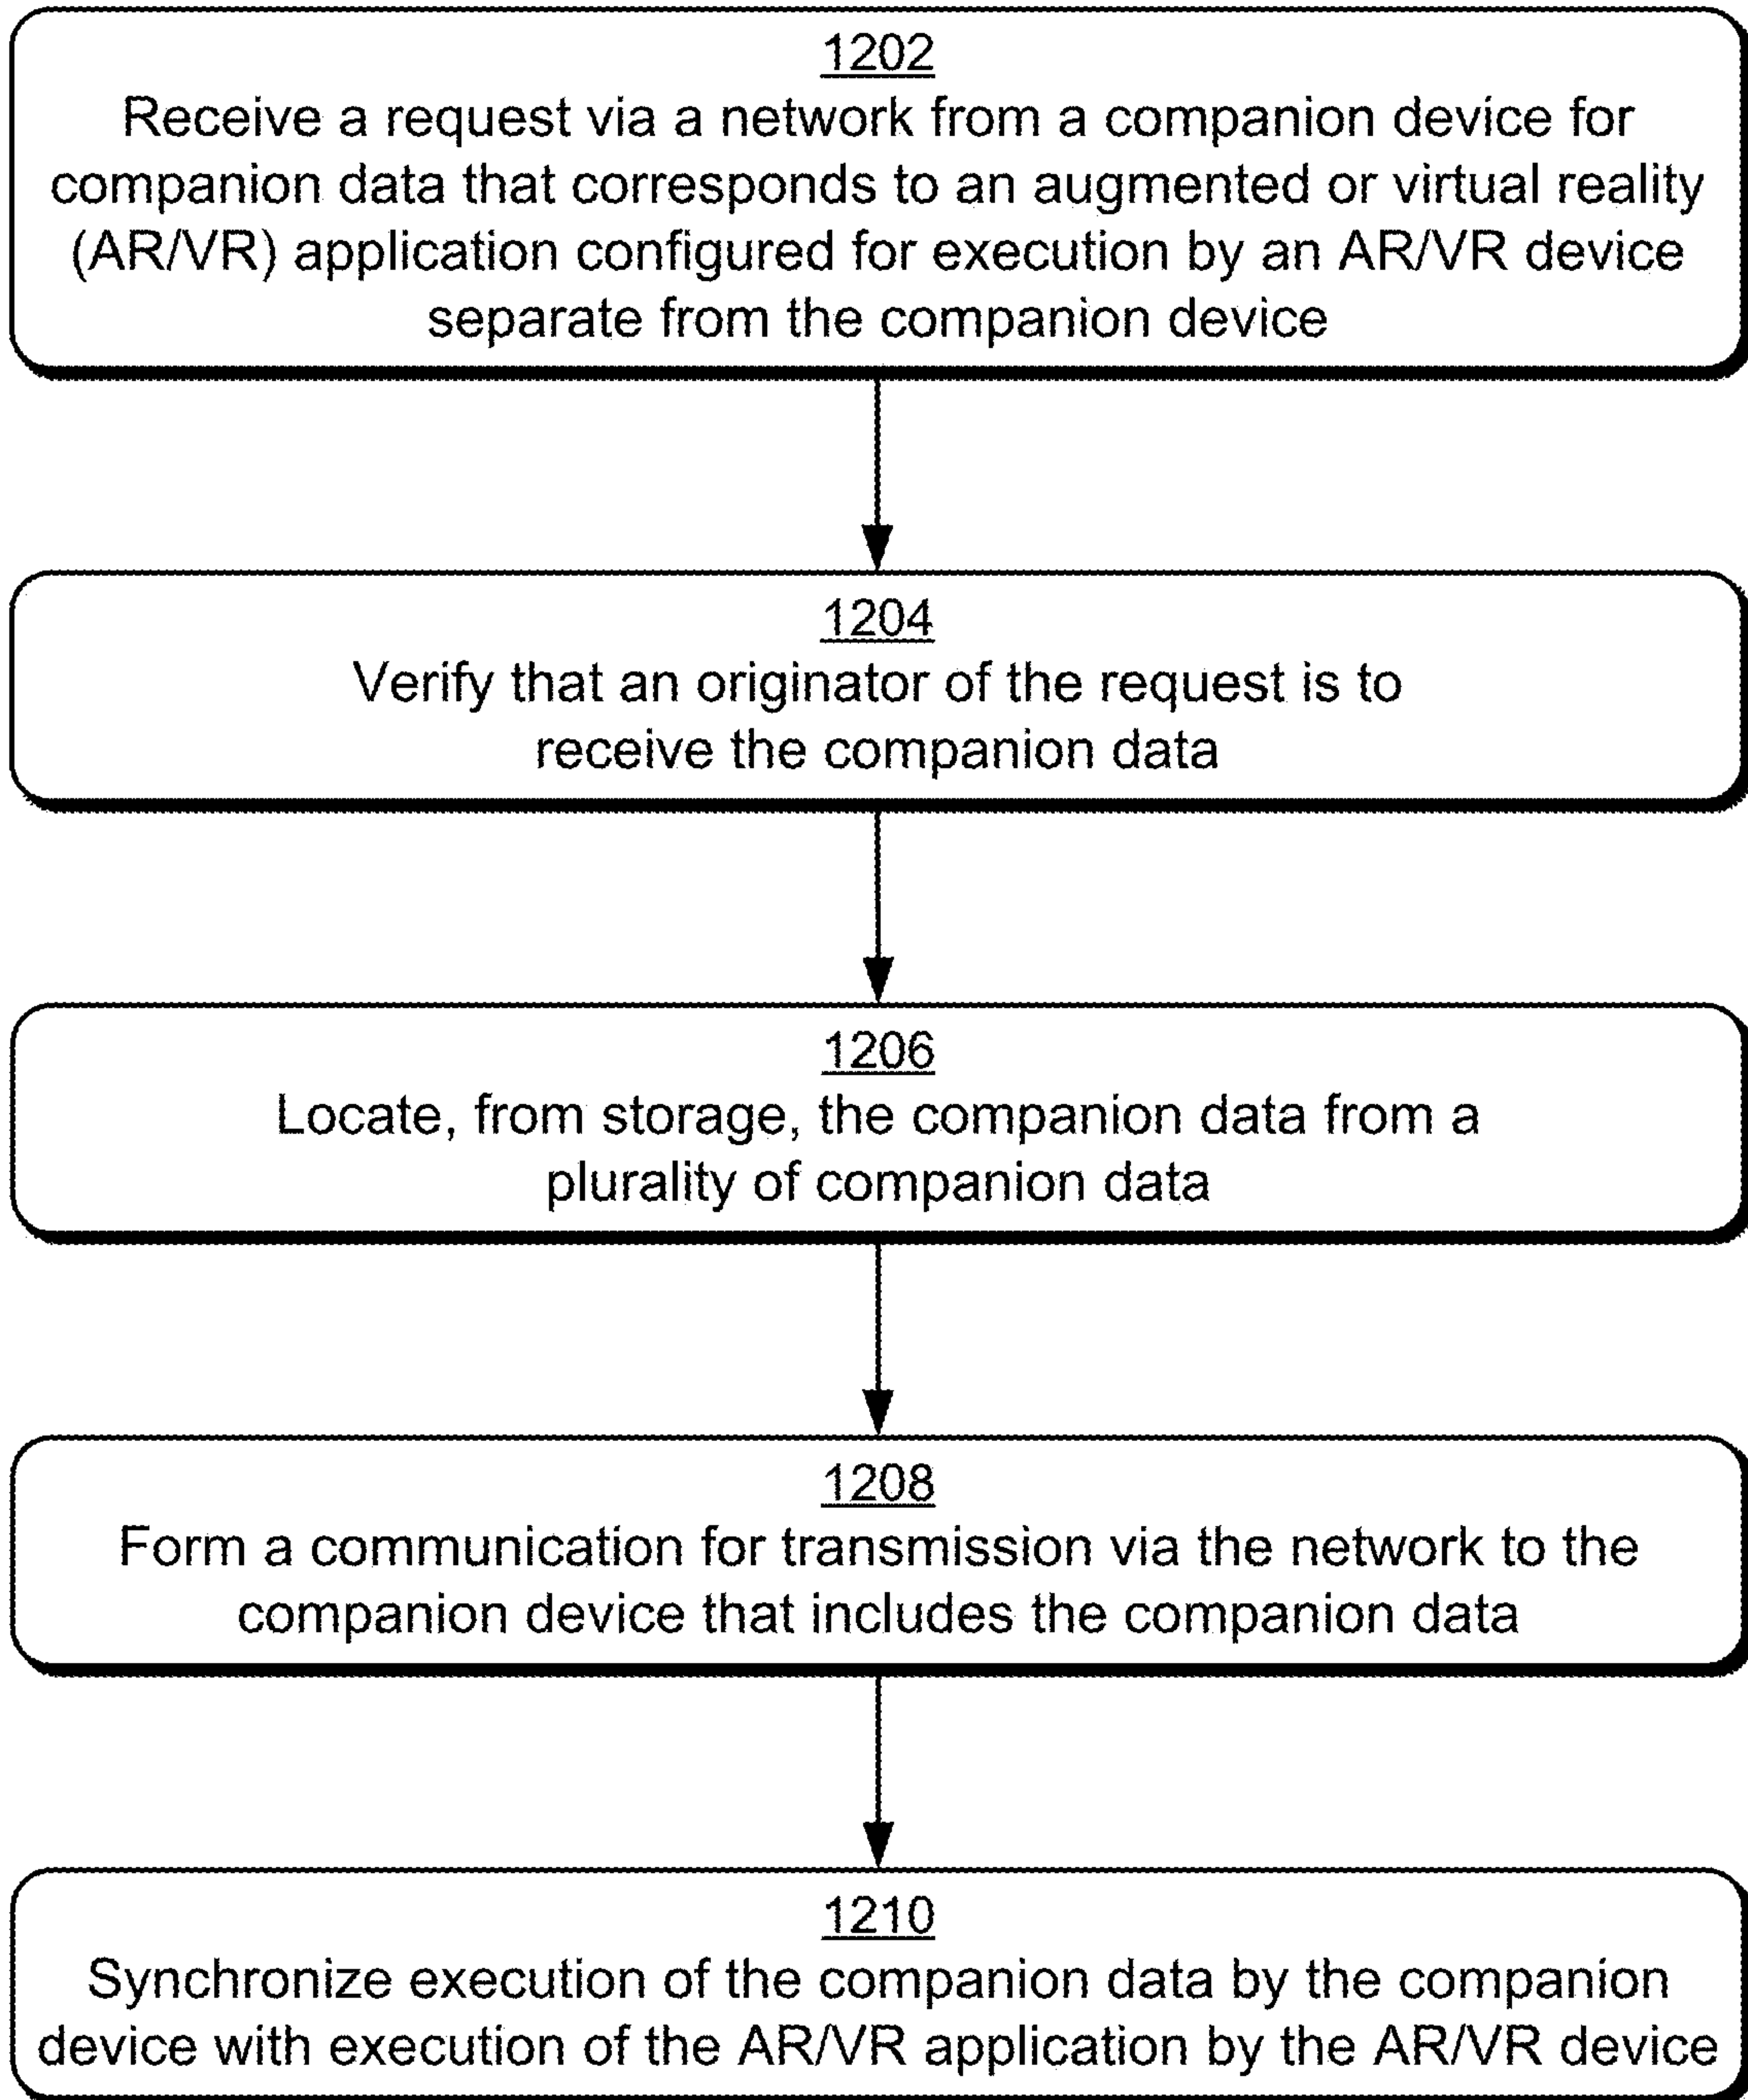 1202
Receive a request via a network from a companion device for
companion data that corresponds to an augmented or virtual reality
(AR/VR) application configured for execution by an AR/VR device
separate from the companion device
1204
Verify that an originator of the request is to
receive the companion data
1206
Locate, from storage, the companion data from a
plurality of companion data
1208
Form a communication for transmission via the network to the
companion device that includes the companion data
1210
Synchronize execution of the companion data by the companion
device with execution of the AR/VR application by the AR/VR device